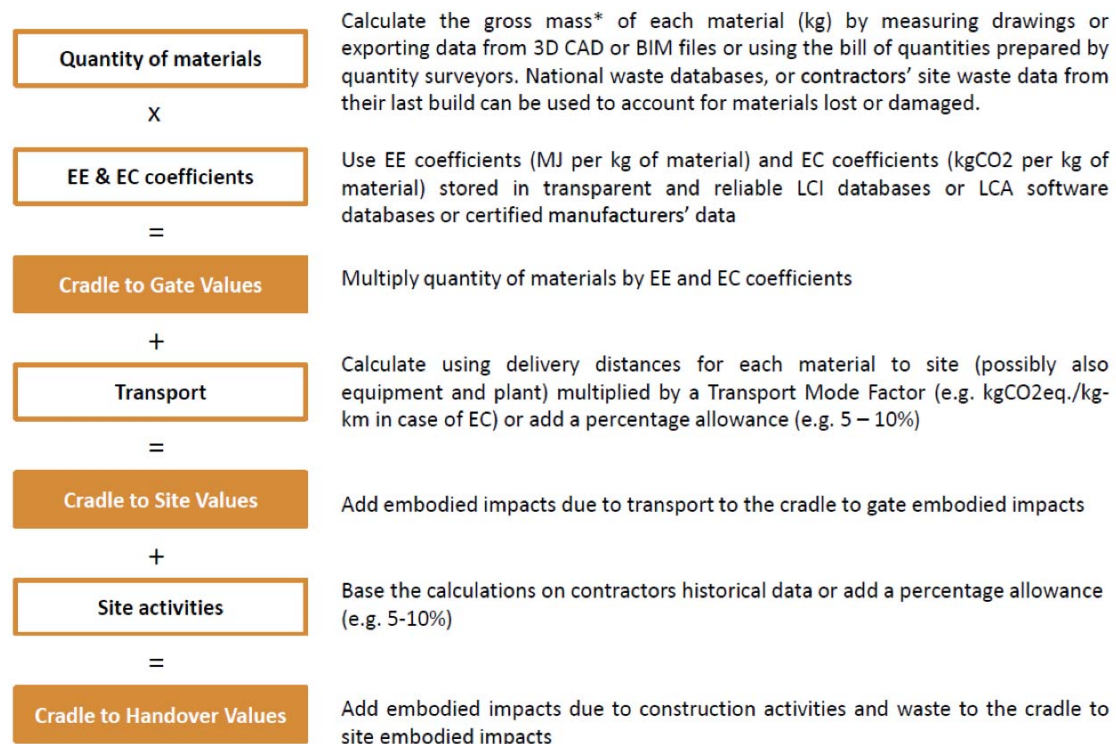 Quantity of materials
Calculate the gross mass* of each material (kg) by measuring drawings or
exporting data from 3D CAD or BIM files or using the bill of quantities prepared by
quantity surveyors. National waste databases, or contractors’ site waste data from
their last build can be used to account for materials lost or damaged.
x
EE & EC coefficients
Use EE coefficients (MJ per kg of material) and EC coefficients (kgCO2 per kg of
material) stored in transparent and reliable LCI databases or LCA software
databases or certified manufacturers’ data
=
Cradle to Gate Values
Multiply quantity of materials by EE and EC coefficients
+
Transport
Calculate using delivery distances for each material to site (possibly also
equipment and plant) multiplied by a Transport Mode Factor (e.g. kgCO2eq./kg-
km in case of EC) or add a percentage allowance (e.g. 5 – 10%)
=
Cradle to Site Values
Add embodied impacts due to transport to the cradle to gate embodied impacts
+
Site activities
Base the calculations on contractors historical data or add a percentage allowance
(e.g. 5-10%)
=
Cradle to Handover Values
Add embodied impacts due to construction activities and waste to the cradle to
site embodied impacts